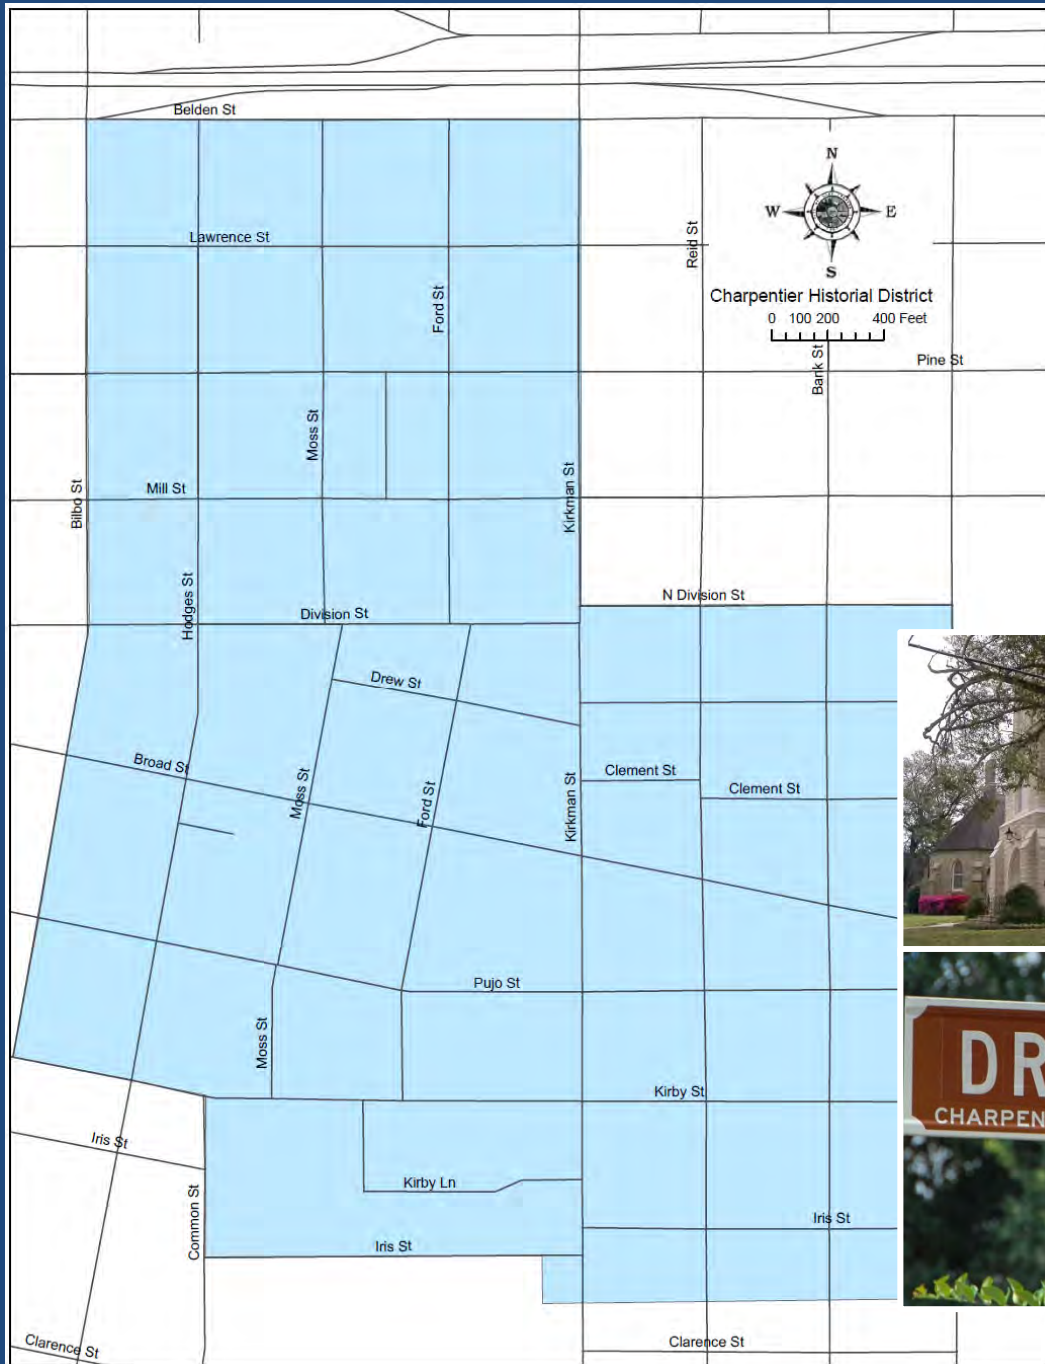 Belden St
N
W
E
S
Lawrence St
Reid St
Ford St
Charpentier Historial District
0 100 200 400 Feet
Bank St
Pine St
Moss St
Bilbo St
Mill St
Kirkman St
Hodges St
N Division St
Division St
Drew St
Broad St
Moss St
Ford St
Kirkman St
Clement St
Clement St
Pujo St
Moss St
Kirby St
DR
CHARPEN
Iris St
Kirby Ln
Common St
Iris St
Iris St
Clarence St
Clarence St